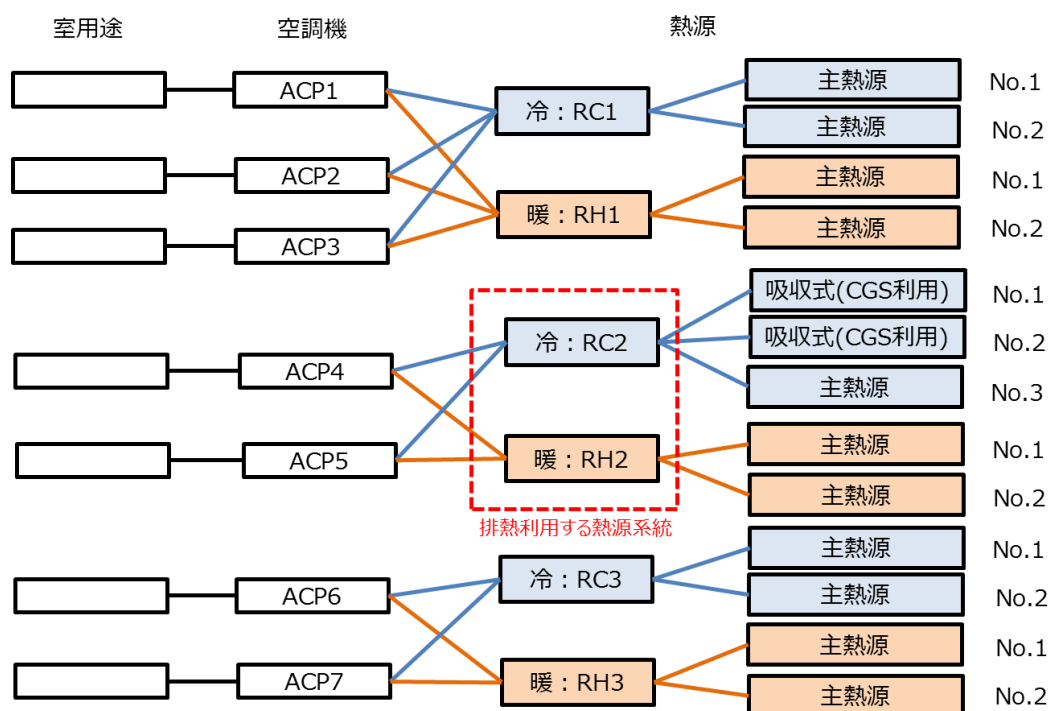 室用途 空調機 熱源
ACP1
ACP2
ACP3
冷：RC1
暖：RH1
主熱源 No.1
主熱源 No.2
主熱源 No.1
主熱源 No.2
ACP4
ACP5
冷：RC2
暖：RH2
排熱利用する熱源系統
吸収式(CGS利用) No.1
吸収式(CGS利用) No.2
主熱源 No.3
主熱源 No.1
主熱源 No.2
ACP6
ACP7
冷：RC3
暖：RH3
主熱源 No.1
主熱源 No.2
主熱源 No.1
主熱源 No.2